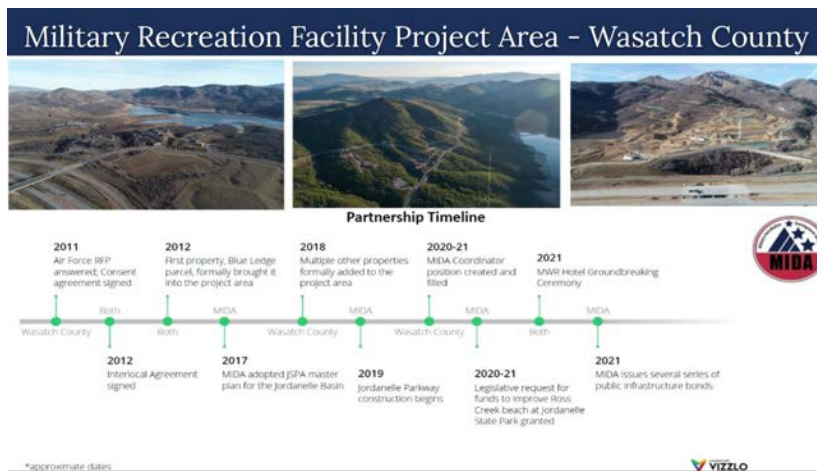 Military Recreation Facility Project Area - Wasatch County
Partnership Timeline
2011
Air Force RFP
answered; Consent
agreement signed
2012
First property, Blue Ledge
parcel, formally brought it
into the project area
2018
Multiple other properties
formally added to the
project area
2020-21
MIDA Coordinator
position created and
filled
2021
MWR Hotel Groundbreaking
Ceremony
MIDA
Both
MIDA
MIDA
MIDA
MIDA
Wasatch County
Both
Wasatch County
Wasatch County
Both
2012
Interlocal Agreement
signed
2017
MIDA adopted JSPA master
plan for the Jordanelle Basin
2019
Jordanelle Parkway
construction begins
2020-21
Legislative request for
funds to improve Ross
Creek beach at Jordanelle
State Park granted
2021
MIDA issues several series of
public infrastructure bonds
*approximate dates
VIZZLO